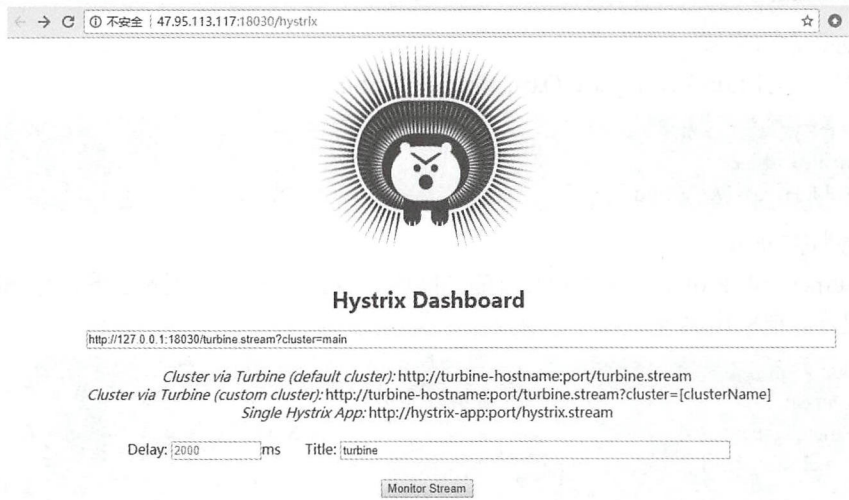 不安全 | 47.95.113.117:18030/hystrix
Hystrix Dashboard
http://127.0.0.1:18030/turbine.stream?cluster=main
Cluster via Turbine (default cluster): http://turbine-hostname:port/turbine.stream
Cluster via Turbine (custom cluster): http://turbine-hostname:port/turbine.stream?cluster=[clusterName]
Single Hystrix App: http://hystrix-app:port/hystrix.stream
Delay: 2000 ms Title: turbine
Monitor Stream